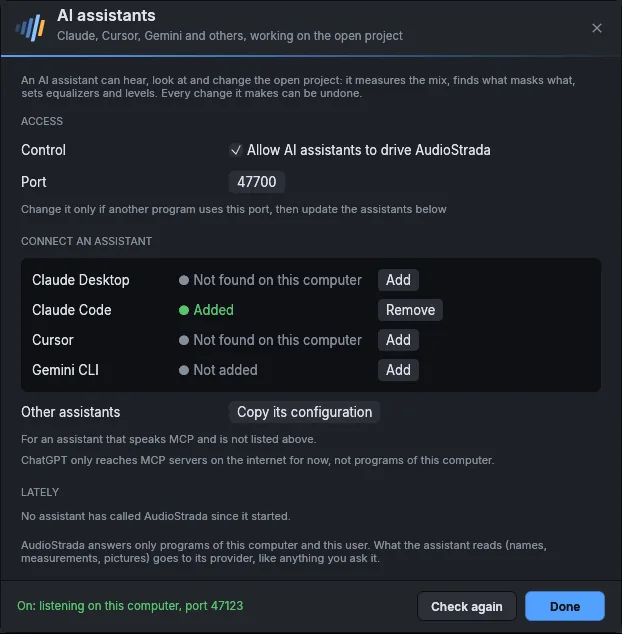 AI assistants
Claude, Cursor, Gemini and others, working on the open project
An AI assistant can hear, look at and change the open project: it measures the mix, finds what masks what,
sets equalizers and levels. Every change it makes can be undone.
ACCESS
Control
Allow AI assistants to drive AudioStrada
Port
47700
Change it only if another program uses this port, then update the assistants below
CONNECT AN ASSISTANT
Claude Desktop
Not found on this computer
Add
Claude Code
Added
Remove
Cursor
Not found on this computer
Add
Gemini CLI
Not added
Add
Other assistants
Copy its configuration
For an assistant that speaks MCP and is not listed above.
ChatGPT only reaches MCP servers on the internet for now, not programs of this computer.
LATELY
No assistant has called AudioStrada since it started.
AudioStrada answers only programs of this computer and this user. What the assistant reads (names,
measurements, pictures) goes to its provider, like anything you ask it.
On: listening on this computer, port 47123
Check again
Done